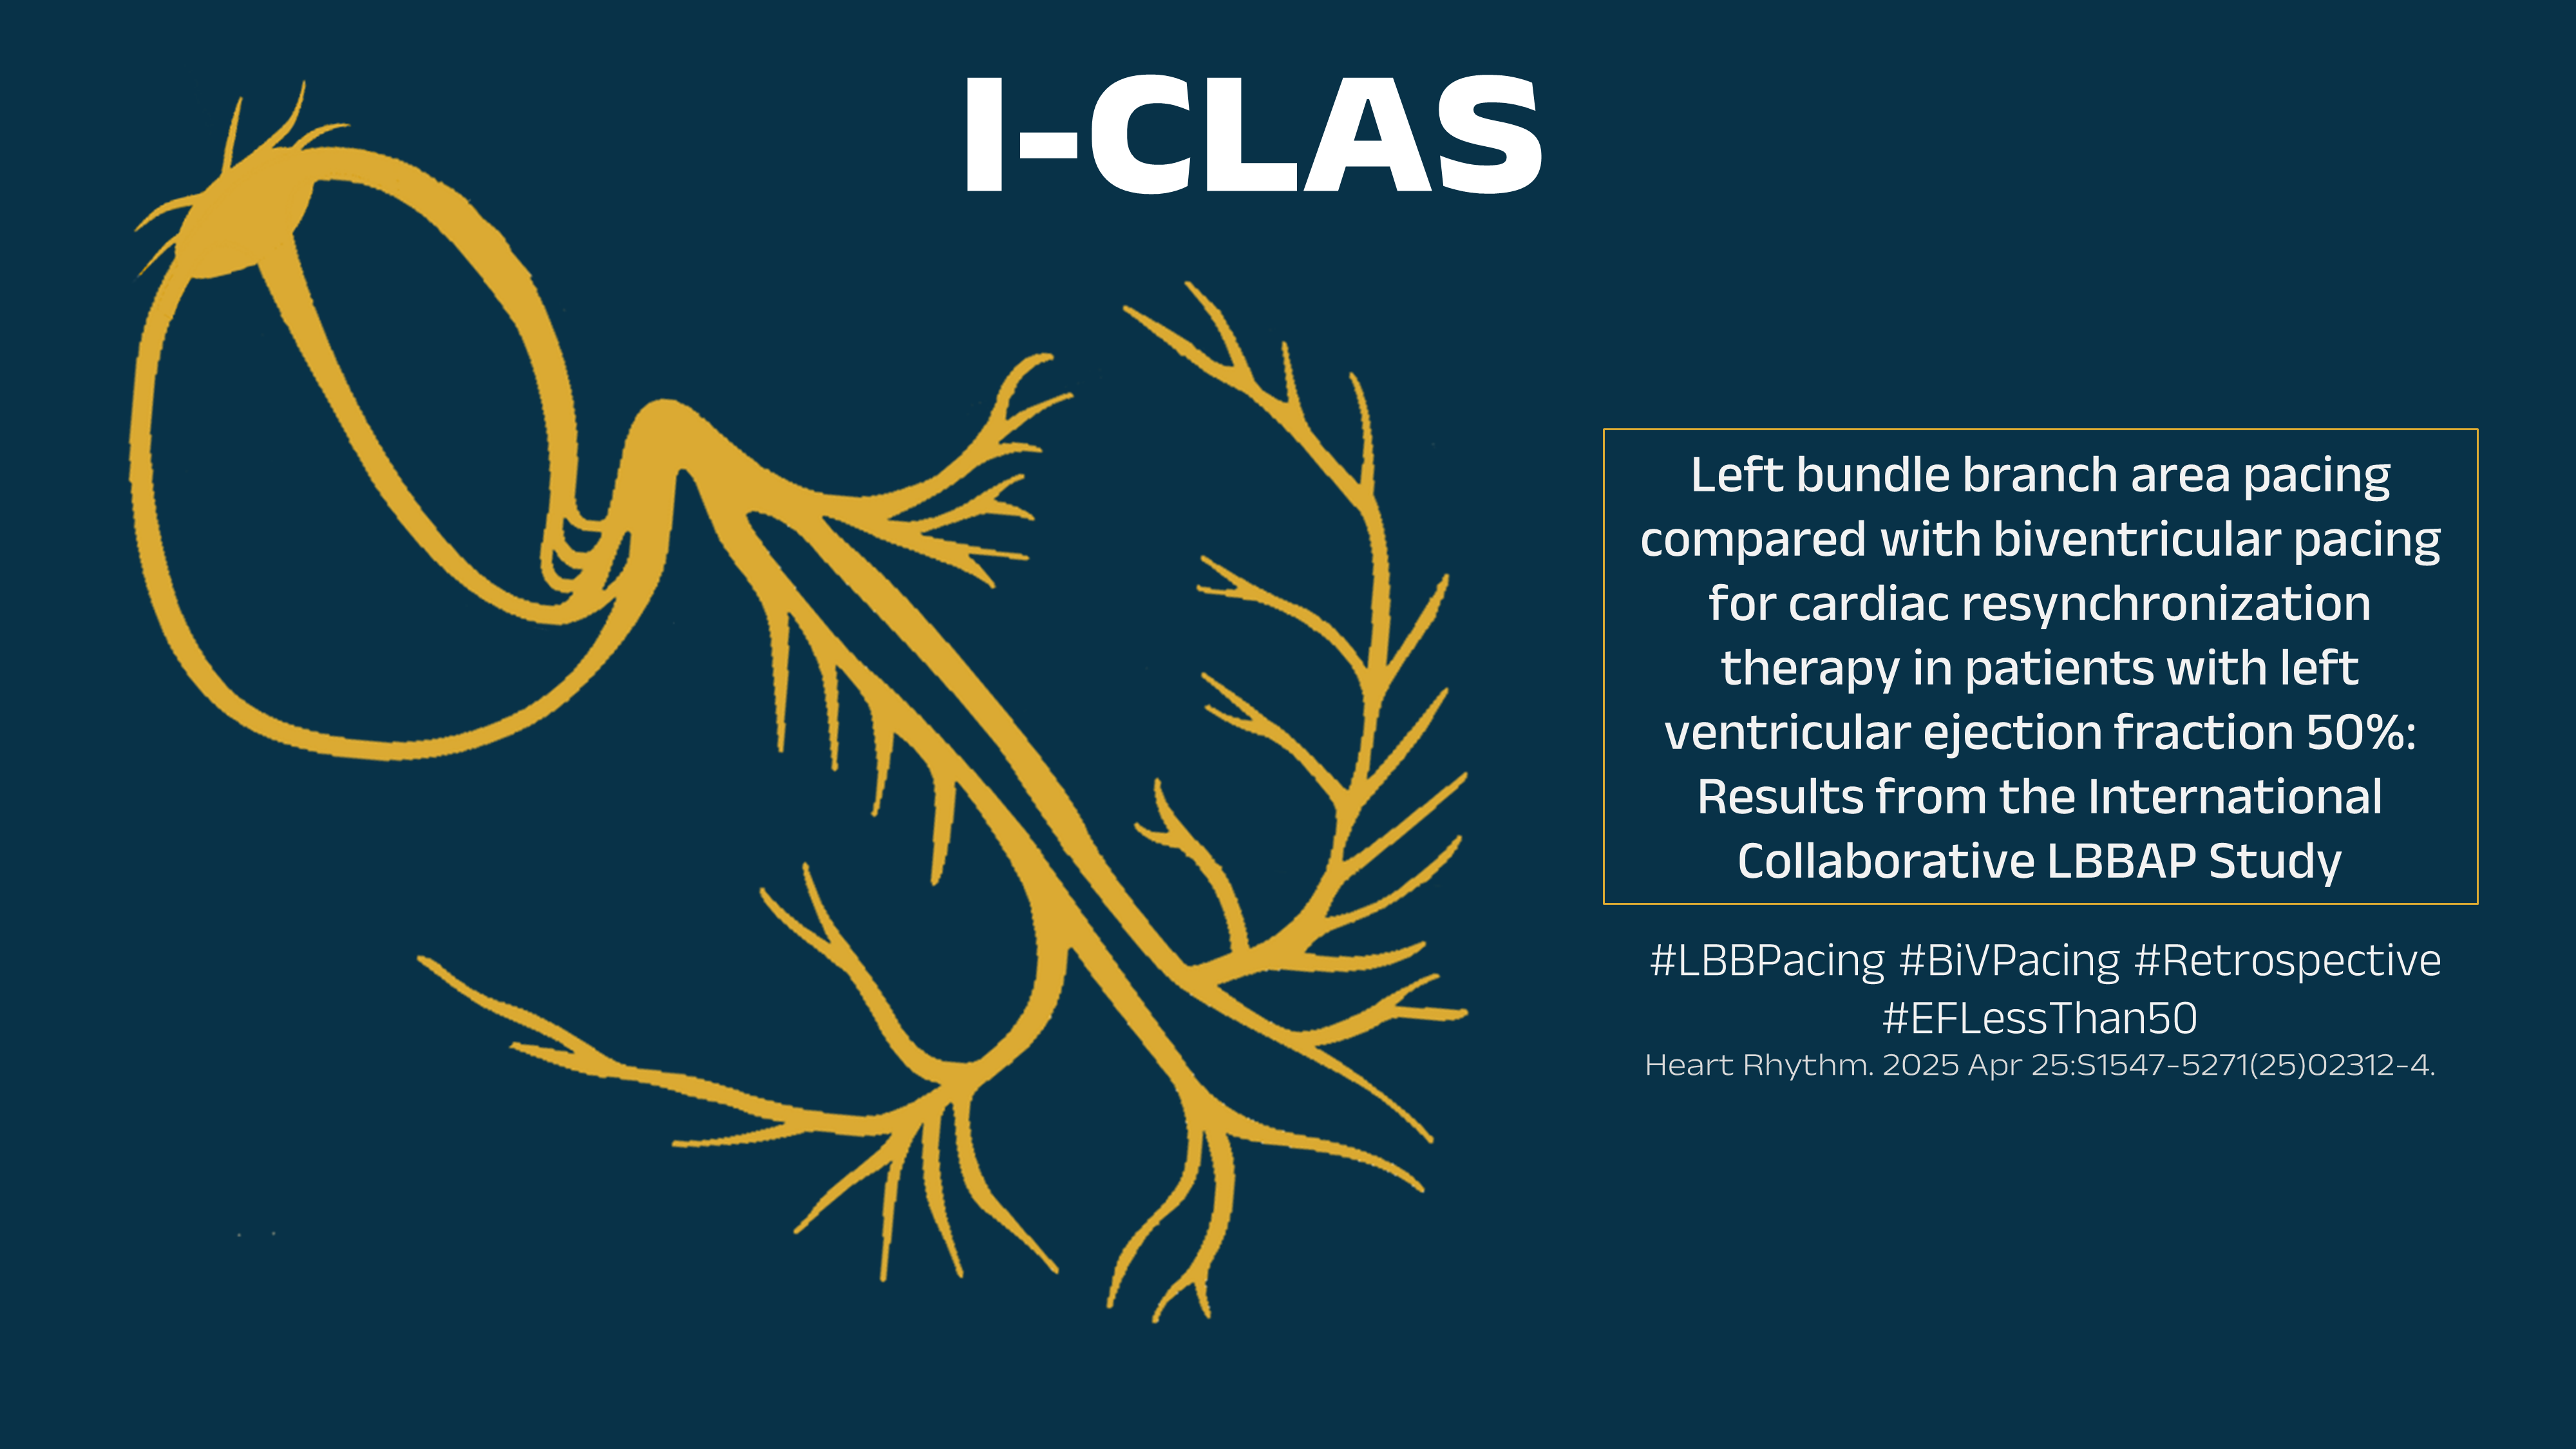 I-CLAS
Left bundle branch area pacing
compared with biventricular pacing
for cardiac resynchronization
therapy in patients with left
ventricular ejection fraction 50%:
Results from the International
Collaborative LBBAP Study
#LBBPacing #BiVPacing #Retrospective
#EFLessThan50
Heart Rhythm. 2025 Apr 25:S1547-5271(25)02312-4.